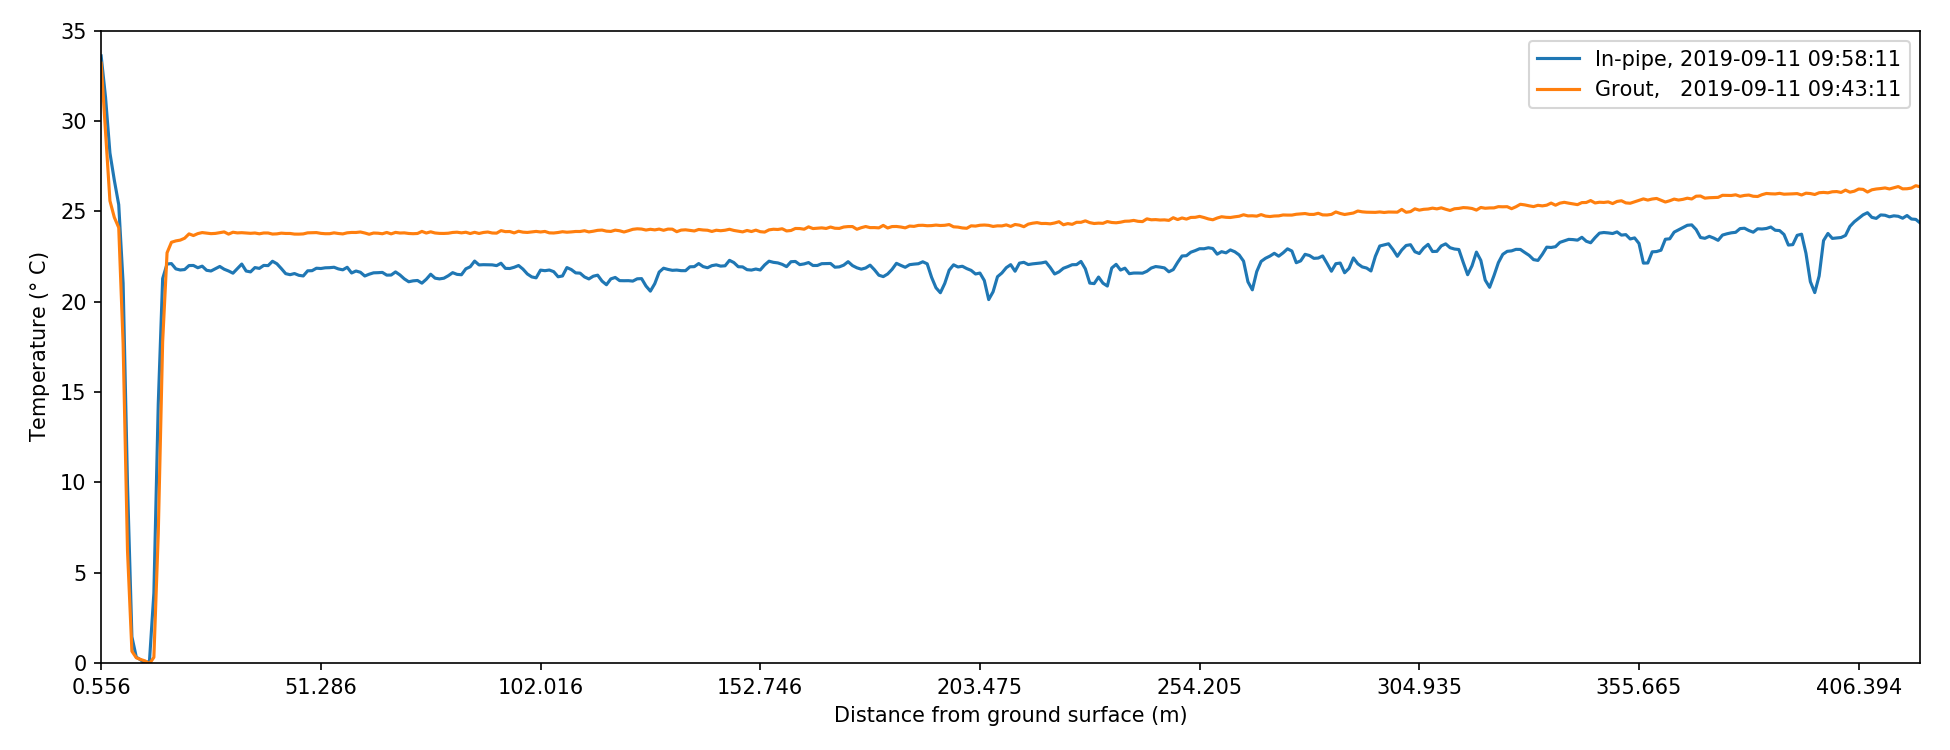 In-pipe, 2019-09-11 09:58:11
Grout, 2019-09-11 09:43:11
Temperature (° C)
35
30
25
20
15
10
5
0
0.556 51.286 102.016 152.746 203.475 254.205 304.935 355.665 406.394
Distance from ground surface (m)